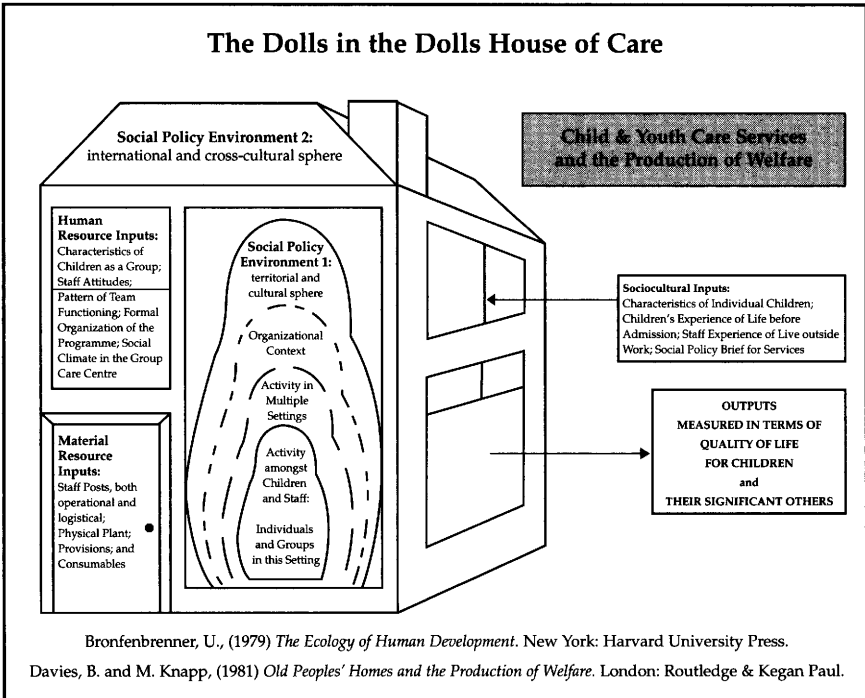 The Dolls in the Dolls House of Care
Social Policy Environment 2:
international and cross-cultural sphere
Child & Youth Care Services
and the Production of Welfare
Human
Resource Inputs:
Characteristics of
Children as a Group;
Staff Attitudes;
Pattern of Team
Functioning; Formal
Organization of the
Programme; Social
Climate in the Group
Care Centre
Material
Resource
Inputs:
Staff Posts, both
operational and
logistical;
Physical Plant;
Provisions; and
Consumables
Social Policy
Environment 1:
territorial and
cultural sphere
Organizational
Context
Activity in
Multiple
Settings
Activity
amongst
Children
and Staff:
Individuals
and Groups
in this Setting
Sociocultural Inputs:
Characteristics of Individual Children;
Children's Experience of Life before
Admission; Staff Experience of Live outside
Work; Social Policy Brief for Services
OUTPUTS
MEASURED IN TERMS OF
QUALITY OF LIFE
FOR CHILDREN
and
THEIR SIGNIFICANT OTHERS
Bronfenbrenner, U., (1979) The Ecology of Human Development. New York: Harvard University Press.
Davies, B. and M. Knapp, (1981) Old Peoples' Homes and the Production of Welfare. London: Routledge & Kegan Paul.